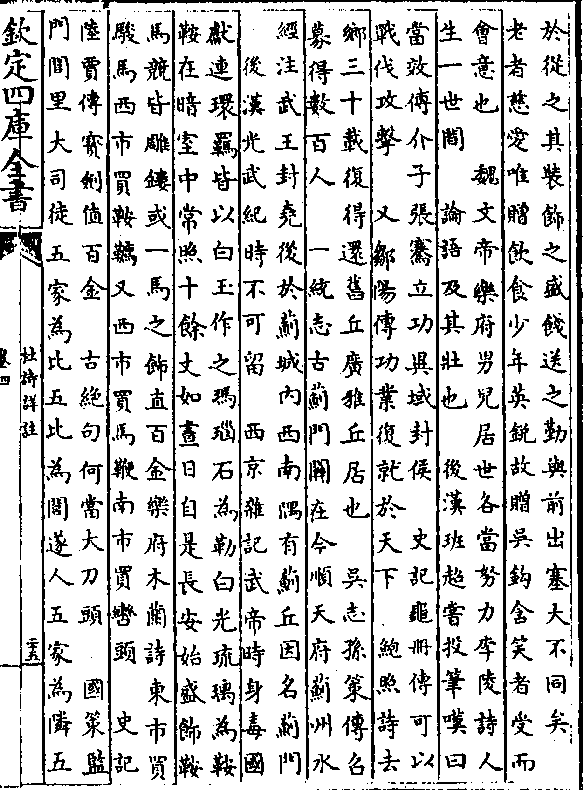 於從之其裝飾之盛餞送之勤與前出塞大不同矣
老者慈愛唯贈飲食少年英銳故贈吳鈎含笑者受而
會意也　魏文帝樂府男兒居世各當努力李陵詩人
生一世間　論語及其壯也　後漢班超嘗投筆嘆曰
當效傅介子張騫立功異域封侯　史記龜册傳可以
戰伐攻擊　又鄒陽傳功業復就於天下　鮑照詩去
鄉三十載復得還舊丘廣雅丘居也　吳志孫策傳召
募得數百人　一統志古薊門關在今順天府薊州水
經注武王封堯後於薊城内西南隅有薊丘因名薊門
後漢光武紀時不可留　西京雜記武帝時身毒國
獻連環羈皆以白玉作之瑪瑙石為勒白光琉璃為鞍
鞍在暗室中常照十餘丈如晝日自是長安始盛飾鞍
馬競皆雕鏤或一馬之飾直百金樂府木蘭詩東市買
駿馬西市買鞍韉又西市買馬鞭南市買轡頭　史記
陸賈傳寶劍值百金　古絶句何當大刀頭　國策監
門閭里大司徒五家為比五比為閭遂人五家為隣五
欽定四庫全書
杜詩詳註
卷四
二十五